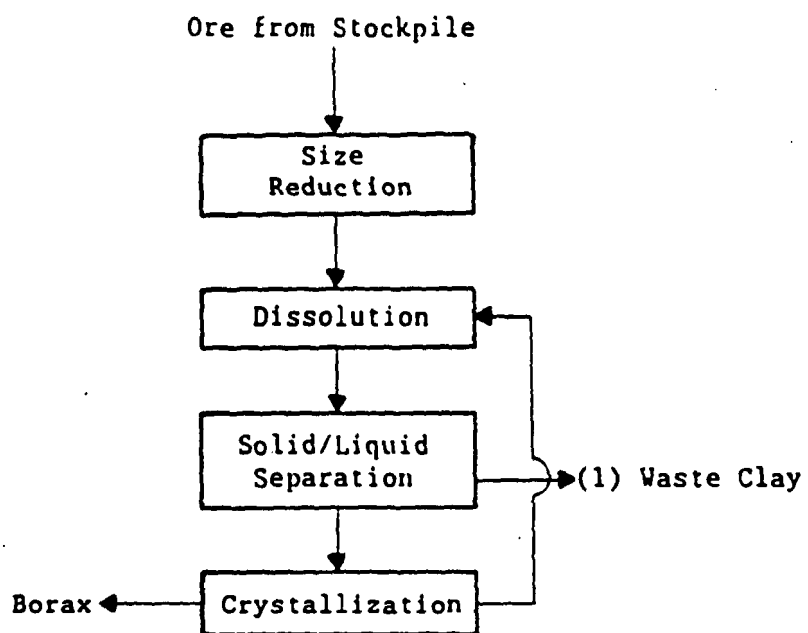 Ore from Stockpile
Size
Reduction
Dissolution
Solid/Liquid
Separation
(1) Waste Clay
Borax
Crystallization